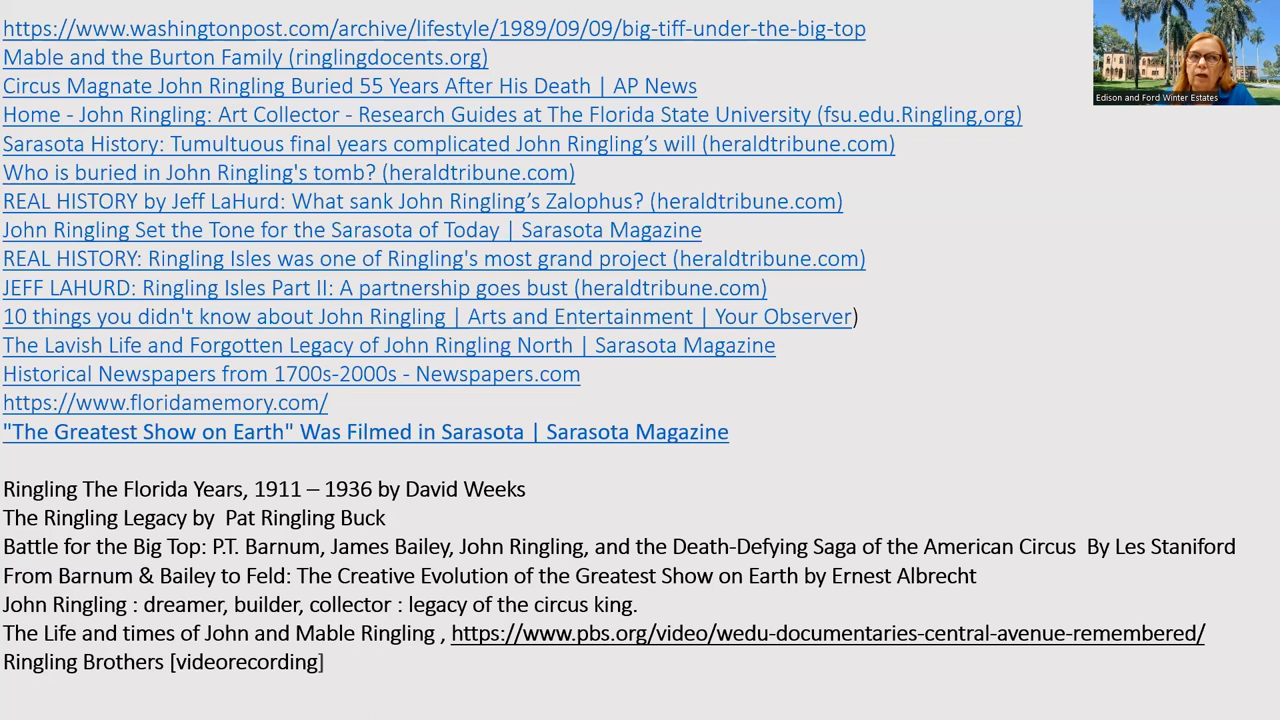 https://www.washingtonpost.com/archive/lifestyle/1989/09/09/big-tiff-under-the-big-top
Mable and the Burton Family (ringlingdocents.org)
Circus Magnate John Ringling Buried 55 Years After His Death | AP News
Home - John Ringling: Art Collector - Research Guides at The Florida State University (fsu.edu.Ringling,org)
Sarasota History: Tumultuous final years complicated John Ringling’s will (heraldtribune.com)
Who is buried in John Ringling's tomb? (heraldtribune.com)
REAL HISTORY by Jeff LaHurd: What sank John Ringling’s Zalophus? (heraldtribune.com)
John Ringling Set the Tone for the Sarasota of Today | Sarasota Magazine
REAL HISTORY: Ringling Isles was one of Ringling's most grand project (heraldtribune.com)
JEFF LAHURD: Ringling Isles Part II: A partnership goes bust (heraldtribune.com)
10 things you didn't know about John Ringling | Arts and Entertainment | Your Observer)
The Lavish Life and Forgotten Legacy of John Ringling North | Sarasota Magazine
Historical Newspapers from 1700s-2000s - Newspapers.com
https://www.floridamemory.com/
"The Greatest Show on Earth" Was Filmed in Sarasota | Sarasota Magazine
Ringling The Florida Years, 1911 – 1936 by David Weeks
The Ringling Legacy by Pat Ringling Buck
Battle for the Big Top: P.T. Barnum, James Bailey, John Ringling, and the Death-Defying Saga of the American Circus By Les Staniford
From Barnum & Bailey to Feld: The Creative Evolution of the Greatest Show on Earth by Ernest Albrecht
John Ringling : dreamer, builder, collector : legacy of the circus king.
The Life and times of John and Mable Ringling , https://www.pbs.org/video/wedu-documentaries-central-avenue-remembered/
Ringling Brothers [videorecording]
Edison and Ford Winter Estates